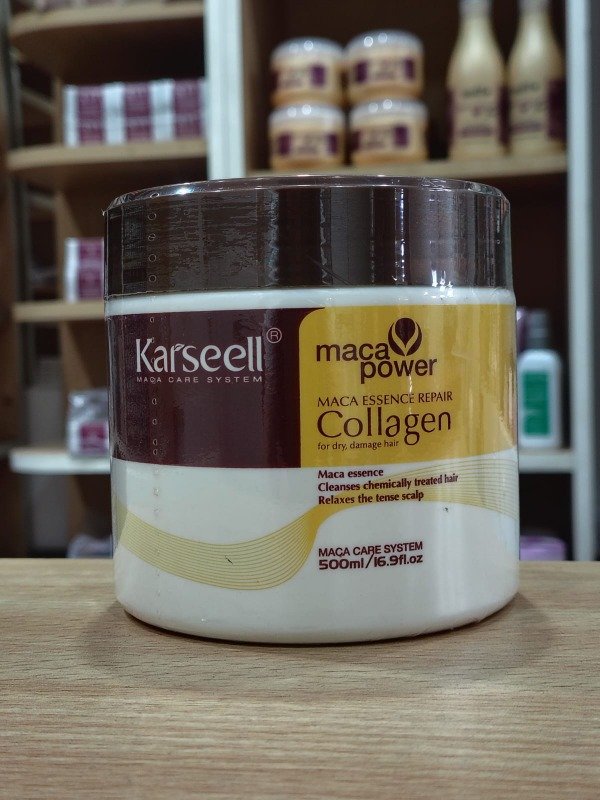 Karseell®
MACA CARE SYSTEM
maca
power
MACA ESSENCE REPAIR
Collagen
for dry, damage hair
Maca essence
Cleanses chemically treated hair
Relaxes the tense scalp
MACA CARE SYSTEM
500ml/16.9fl.oz